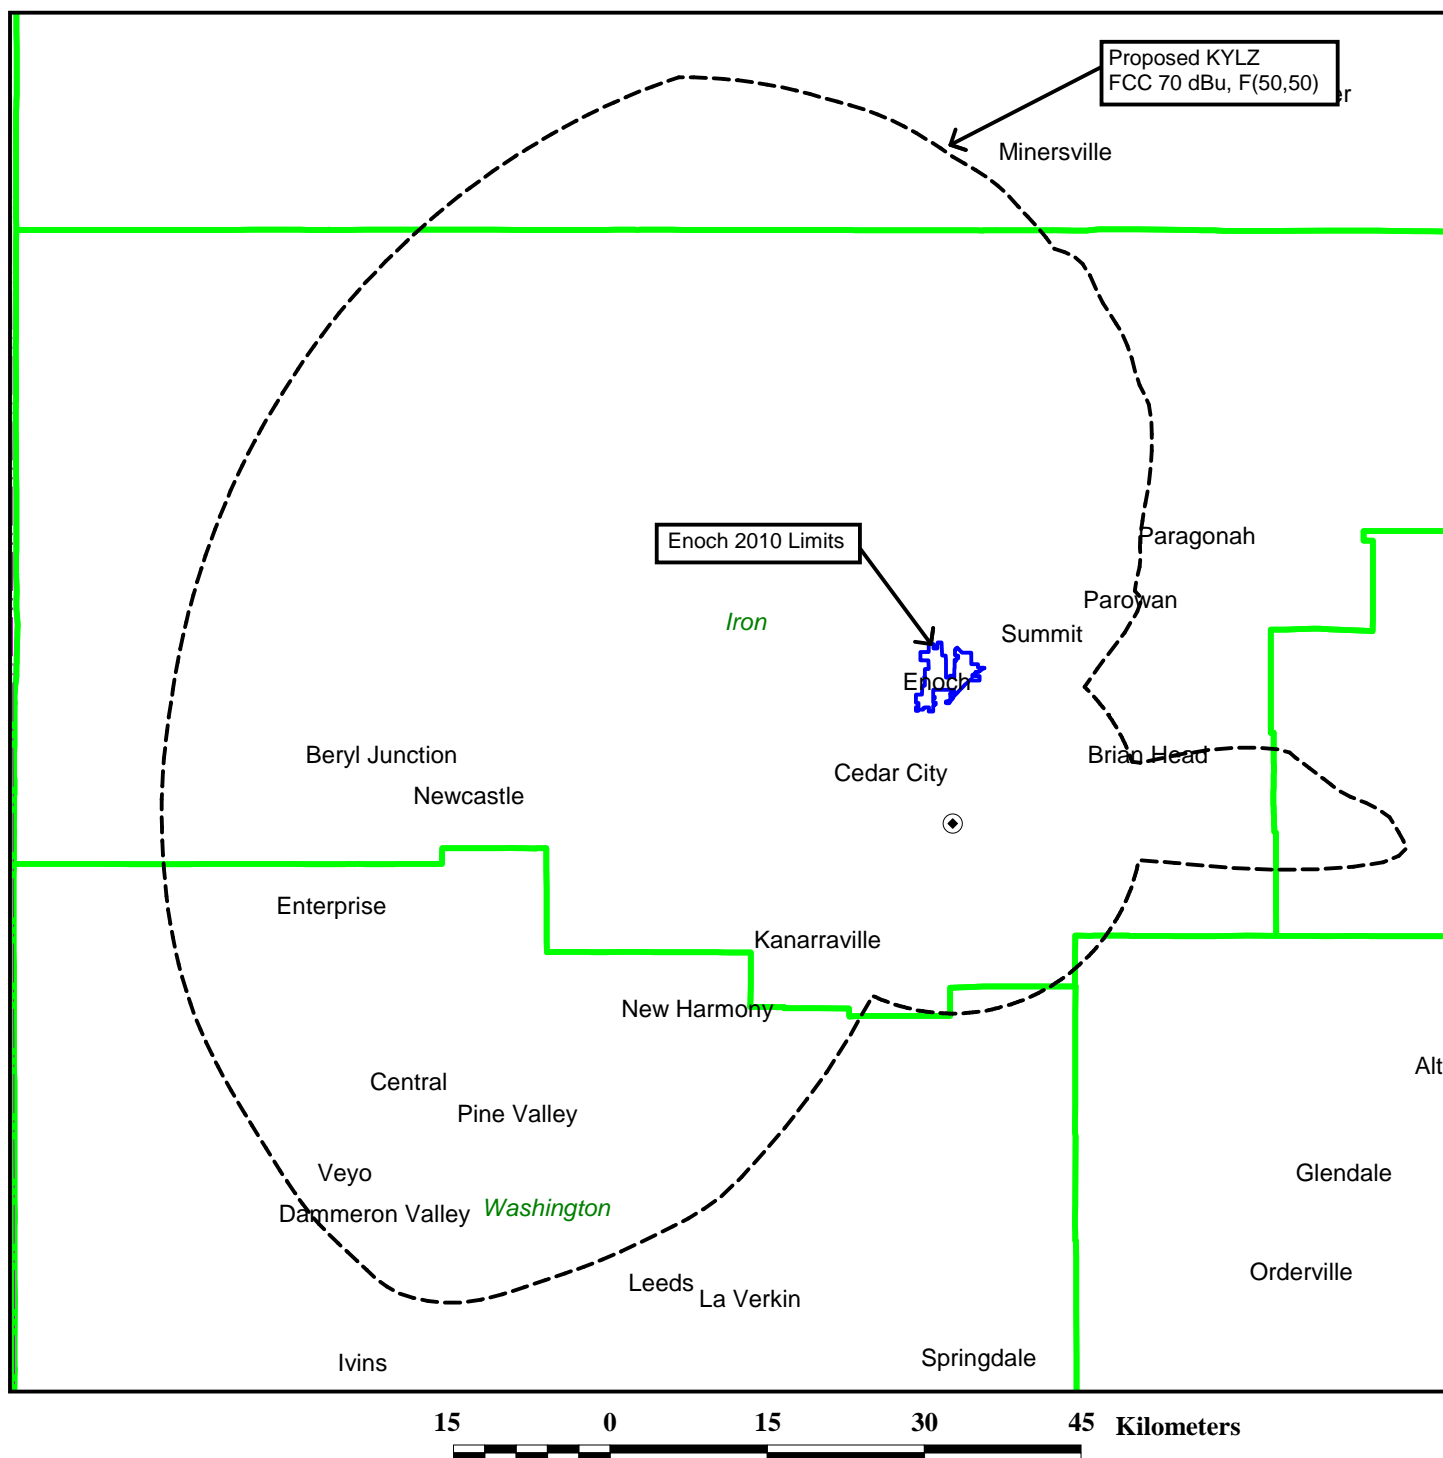 Proposed KYLZ
FCC 70 dBu, F(50,50)
Minersville
Paragonah
Enoch 2010 Limits
Parowan
Iron
Summit
Enoch
Beryl Junction
Brian Head
Cedar City
Newcastle
Enterprise
Kanarraville
New Harmony
Central
Pine Valley
Veyo
Glendale
Dammeron Valley
Washington
Orderville
Leeds
La Verkin
Ivins
Springdale
15 0 15 30 45 Kilometers